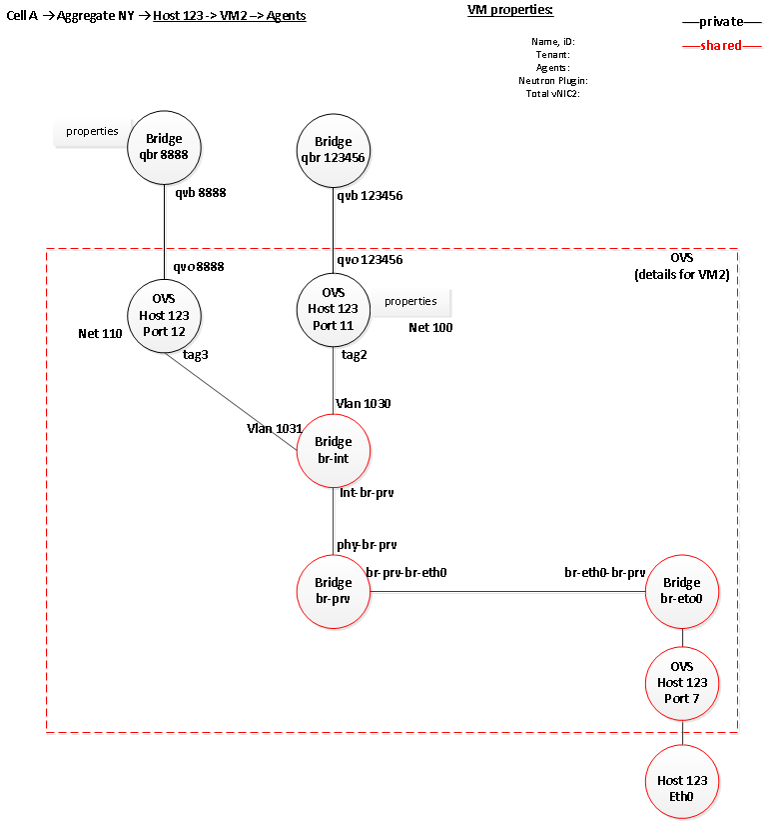 Cell A → Aggregate NY → Host 123 -> VM2 –> Agents
VM properties:
private
shared
Name, iD:
Tenant:
Agents:
Neutron Plugin:
Total vNIC2:
properties
Bridge
qbr 8888
Bridge
qbr 123456
qvb 8888
qvb 123456
OVS
(details for VM2)
qvo 8888
qvo 123456
OVS
Host 123
Port 12
OVS
Host 123
Port 11
properties
Net 110
Net 100
tag3
tag2
Vlan 1030
Vlan 1031
Bridge
br-int
Int-br-prv
phy-br-prv
br-prv-br-eth0
br-eth0-br-prv
Bridge
br-prv
Bridge
br-eto0
OVS
Host 123
Port 7
Host 123
Eth0